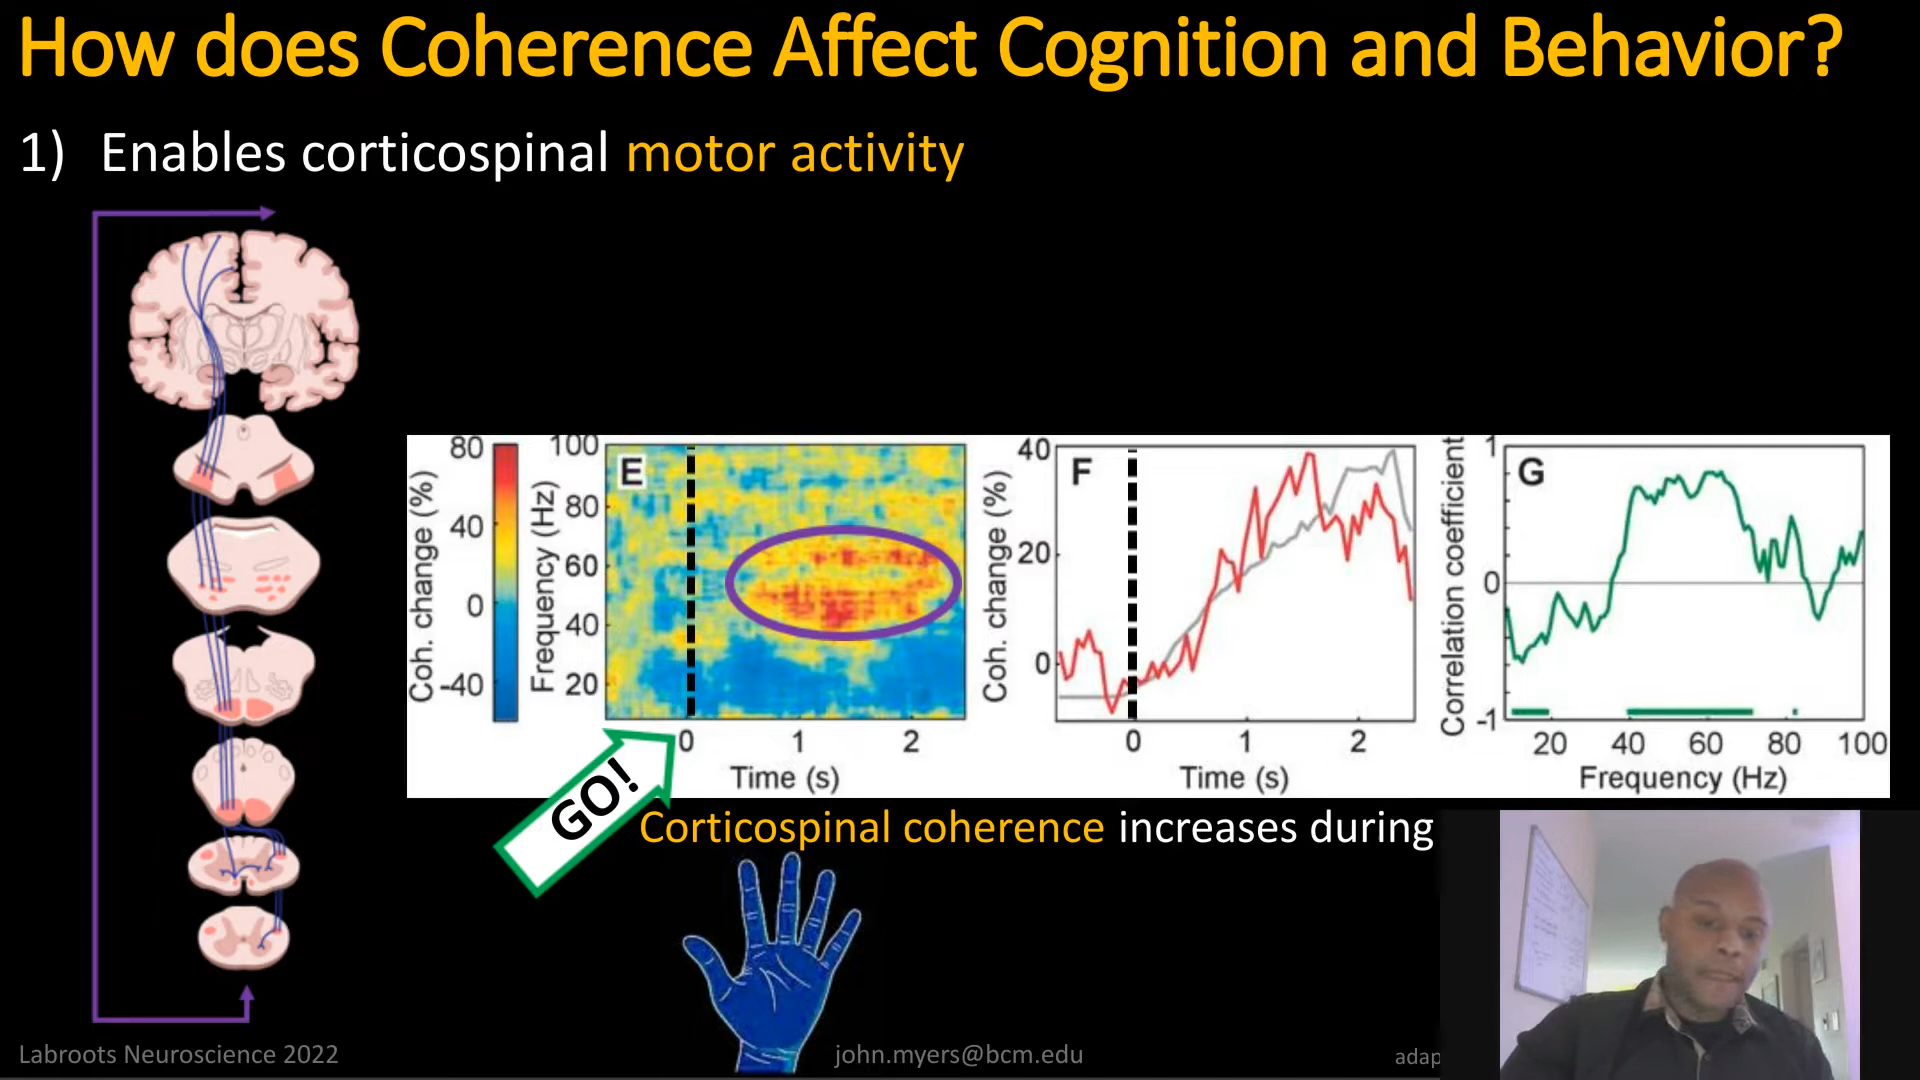 How does Coherence Affect Cognition and Behavior?
1) Enables corticospinal motor activity
80
40
0
-40
Coh. change (%)
100
80
60
40
20
Frequency (Hz)
E
0 1 2
Time (s)
40
20
0
Coh. change (%)
F
0 1 2
Time (s)
1
0
-1
Correlation coefficient
G
20 40 60 80 100
Frequency (Hz)
GO!
Corticospinal coherence increases during
Labroots Neuroscience 2022
john.myers@bcm.edu
adap